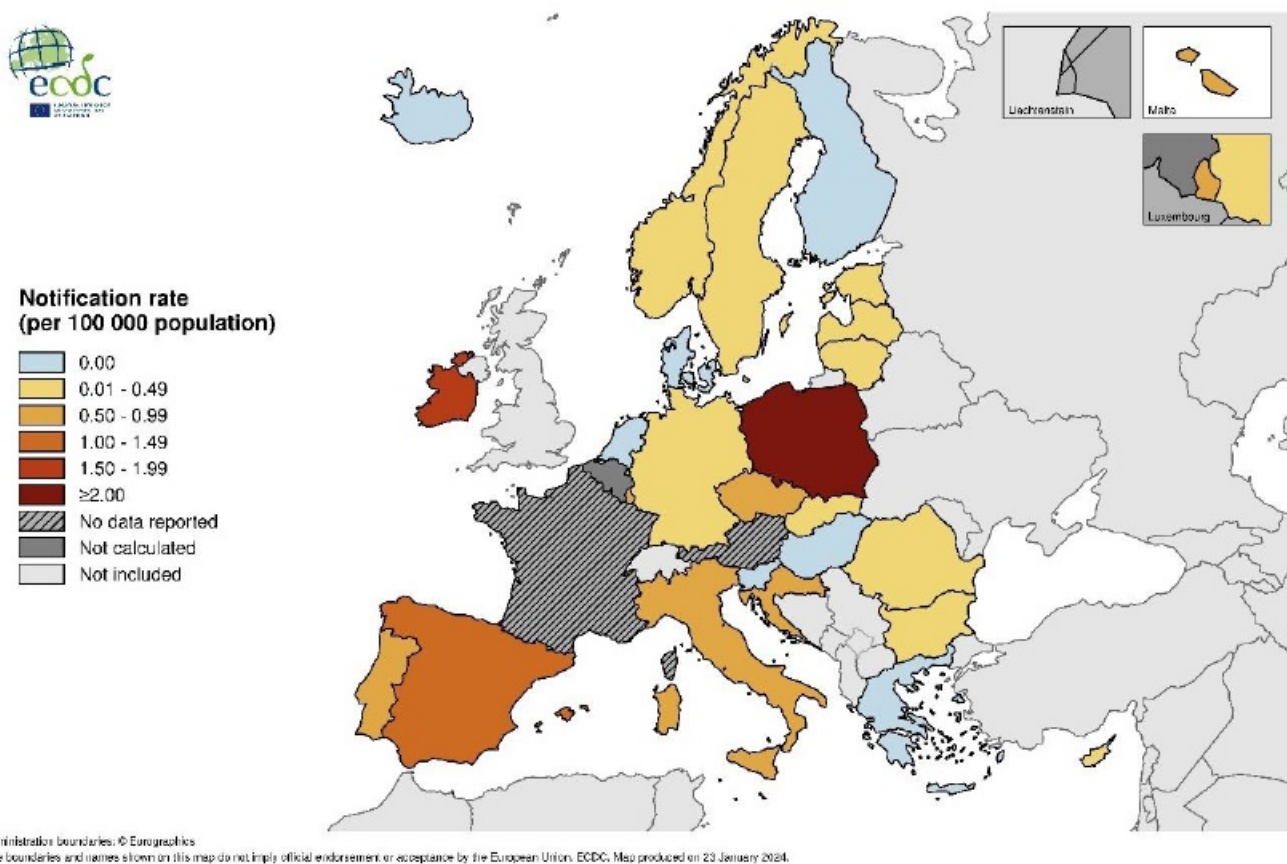 ecdc
Liechtenstein
Malta
Luxembourg
Notification rate
(per 100 000 population)
0.00
0.01 - 0.49
0.50 - 0.99
1.00 - 1.49
1.50 - 1.99
≥2.00
No data reported
Not calculated
Not included
ministration boundaries: © Eurographics
e boundaries and names shown on this map do not imply official endorsement or acceptance by the European Union. ECDC. Map produced on 23 January 2024.